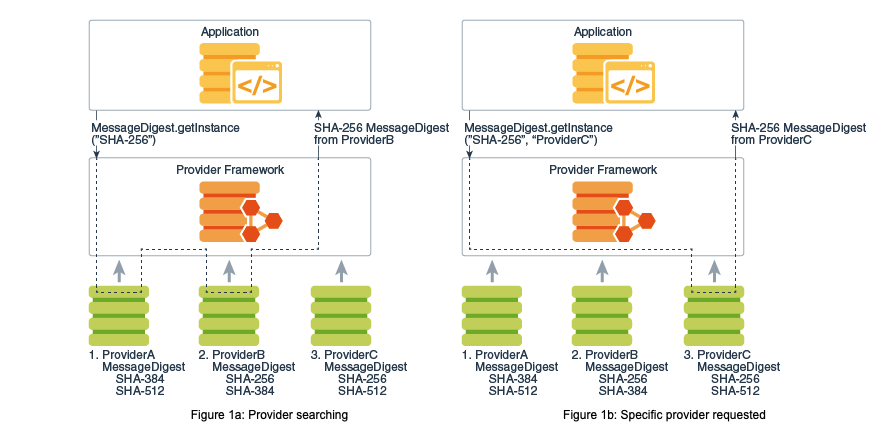 Application
</>
MessageDigest.getInstance
("SHA-256")
SHA-256 MessageDigest
from ProviderB
Provider Framework
1. ProviderA
MessageDigest
SHA-384
SHA-512
2. ProviderB
MessageDigest
SHA-256
SHA-384
3. ProviderC
MessageDigest
SHA-256
SHA-512
Figure 1a: Provider searching
Application
</>
MessageDigest.getInstance
("SHA-256", "ProviderC")
SHA-256 MessageDigest
from ProviderC
Provider Framework
1. ProviderA
MessageDigest
SHA-384
SHA-512
2. ProviderB
MessageDigest
SHA-256
SHA-384
3. ProviderC
MessageDigest
SHA-256
SHA-512
Figure 1b: Specific provider requested